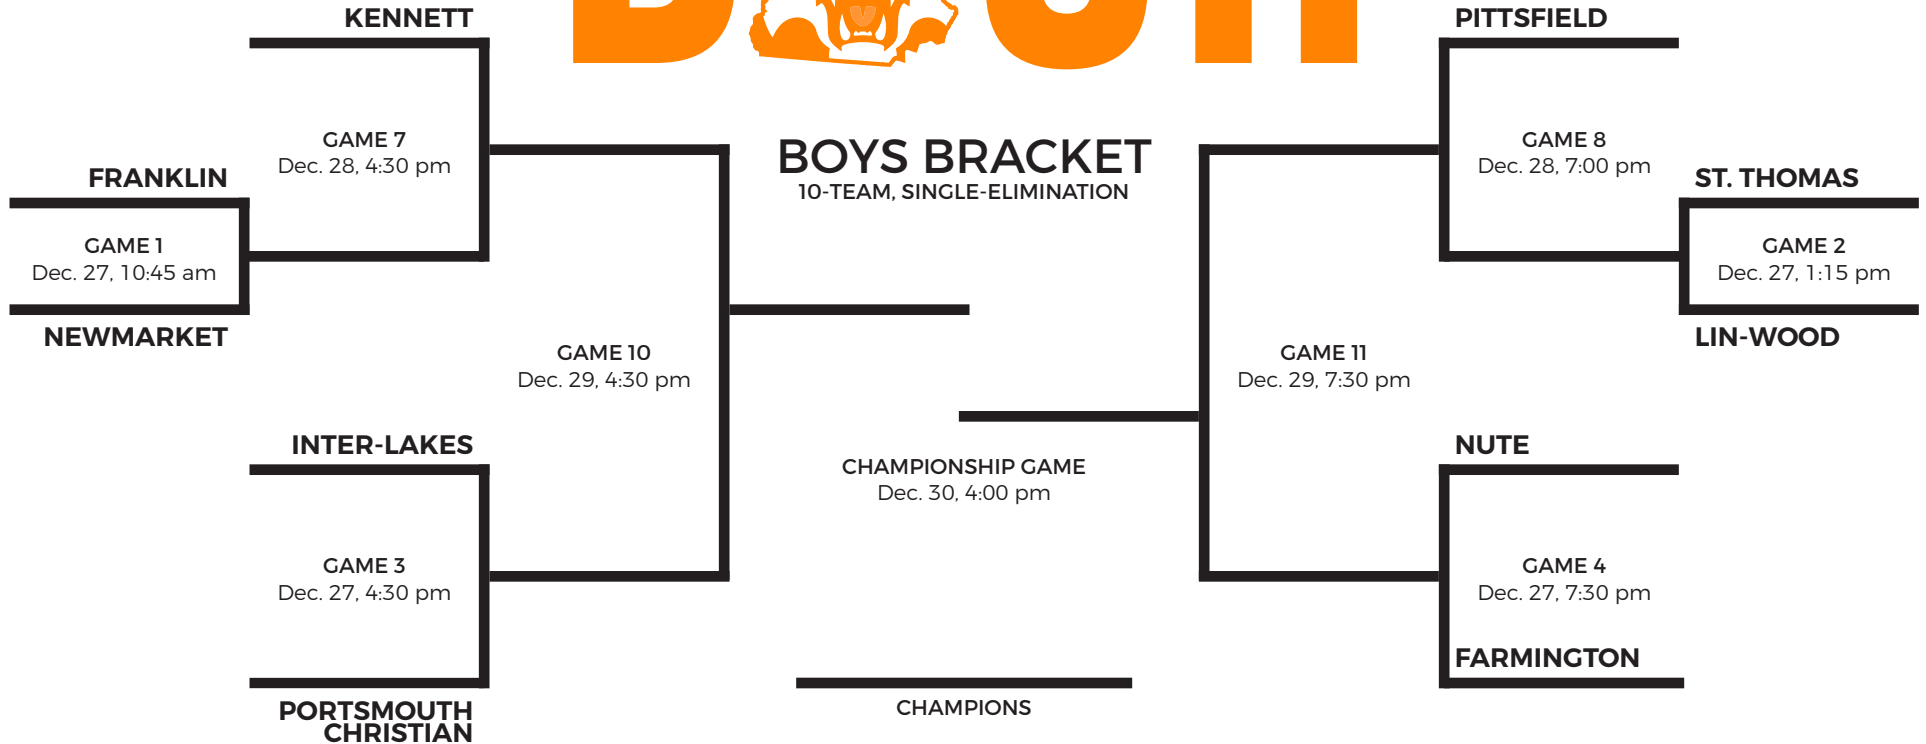 KENNETT
PITTSFIELD
BOYS BRACKET
10-TEAM, SINGLE-ELIMINATION
GAME 7
Dec. 28, 4:30 pm
GAME 8
Dec. 28, 7:00 pm
FRANKLIN
ST. THOMAS
GAME 1
Dec. 27, 10:45 am
GAME 2
Dec. 27, 1:15 pm
NEWMARKET
LIN-WOOD
GAME 10
Dec. 29, 4:30 pm
GAME 11
Dec. 29, 7:30 pm
INTER-LAKES
NUTE
CHAMPIONSHIP GAME
Dec. 30, 4:00 pm
GAME 3
Dec. 27, 4:30 pm
GAME 4
Dec. 27, 7:30 pm
FARMINGTON
PORTSMOUTH
CHRISTIAN
CHAMPIONS